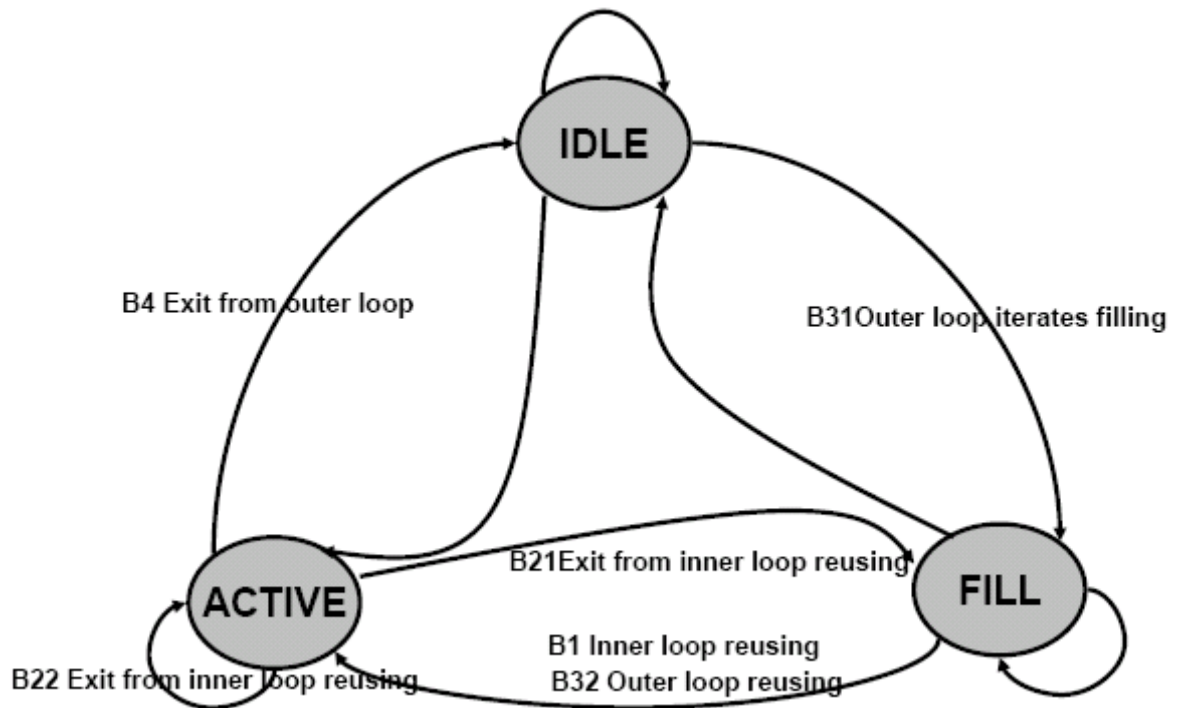 IDLE
B4 Exit from outer loop
B31Outer loop iterates filling
B21Exit from inner loop reusing
FILL
ACTIVE
B1 Inner loop reusing
B22 Exit from inner loop reusing
B32 Outer loop reusing